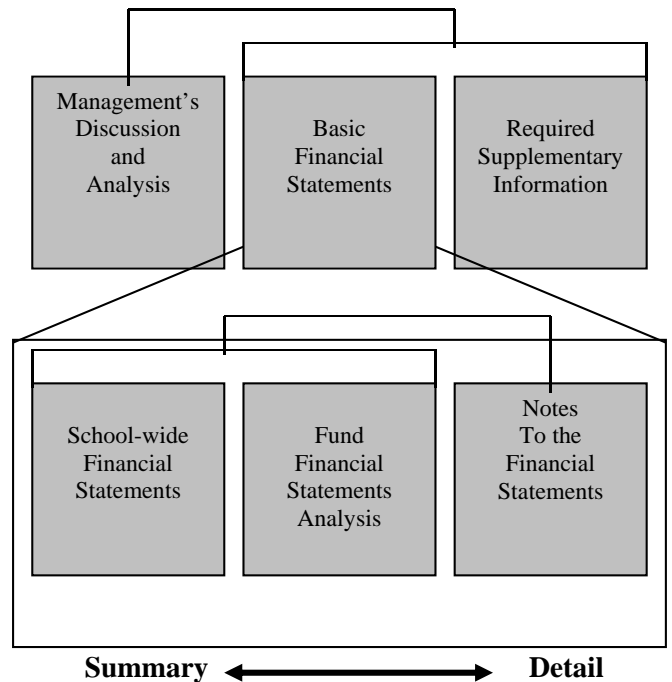 Management’s
Discussion
and
Analysis
Basic
Financial
Statements
Required
Supplementary
Information
School-wide
Financial
Statements
Fund
Financial
Statements
Analysis
Notes
To the
Financial
Statements
Summary
Detail